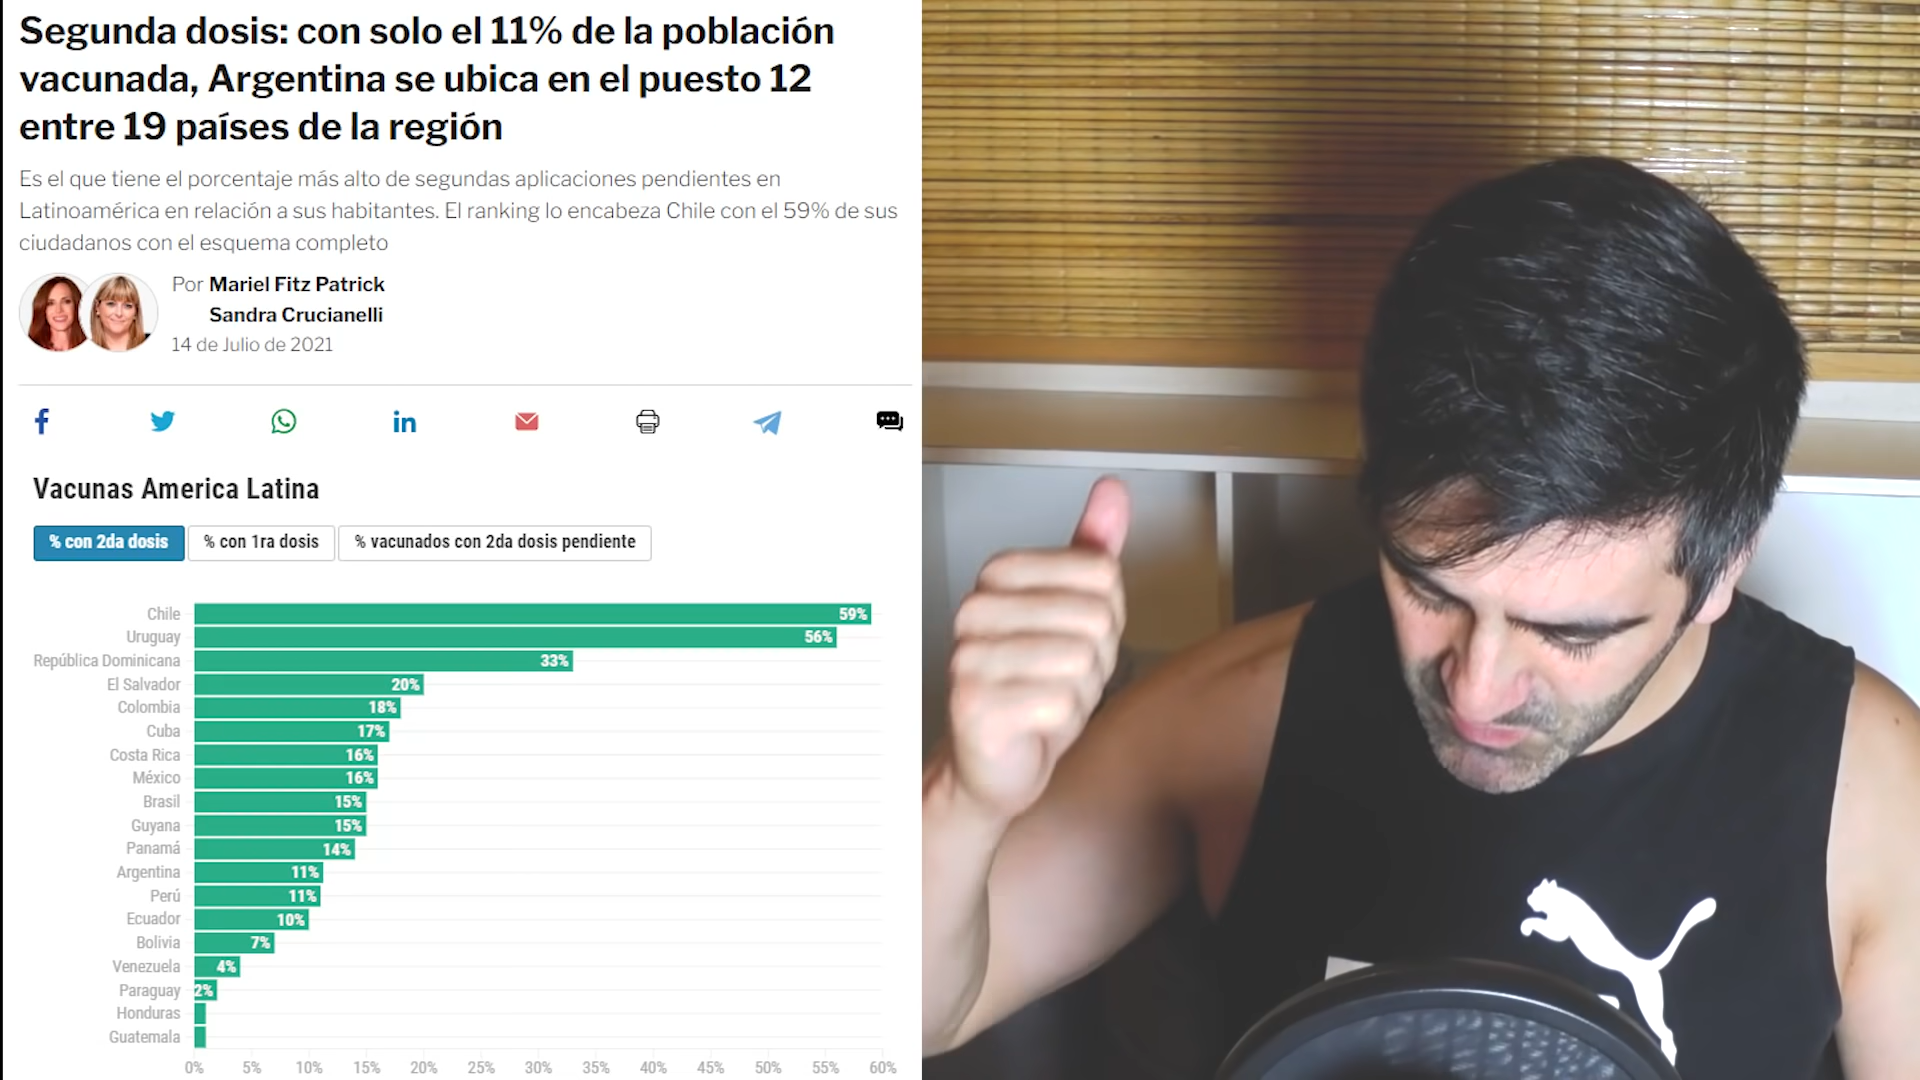 Segunda dosis: con solo el 11% de la población
vacunada, Argentina se ubica en el puesto 12
entre 19 países de la región
Es el que tiene el porcentaje más alto de segundas aplicaciones pendientes en
Latinoamérica en relación a sus habitantes. El ranking lo encabeza Chile con el 59% de sus
ciudadanos con el esquema completo
Por Mariel Fitz Patrick
Sandra Crucianelli
14 de Julio de 2021
Vacunas America Latina
% con 2da dosis % con 1ra dosis % vacunados con 2da dosis pendiente
Chile 59%
Uruguay 56%
República Dominicana 33%
El Salvador 20%
Colombia 18%
Cuba 17%
Costa Rica 16%
México 16%
Brasil 15%
Guyana 15%
Panamá 14%
Argentina 11%
Perú 11%
Ecuador 10%
Bolivia 7%
Venezuela 4%
Paraguay 2%
Honduras
Guatemala
0% 5% 10% 15% 20% 25% 30% 35% 40% 45% 50% 55% 60%